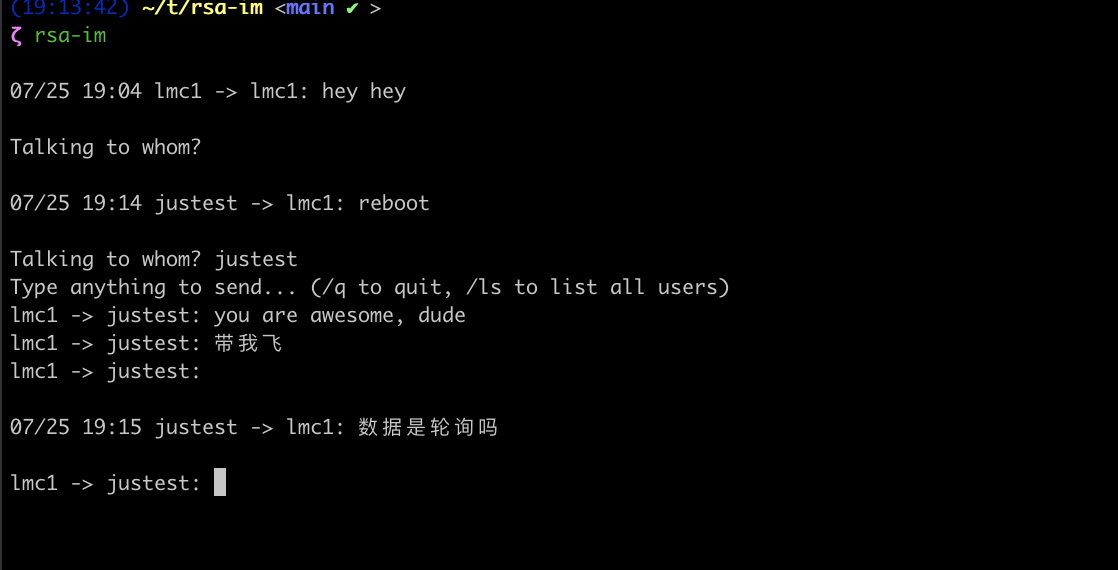 (19:13:42) ~/t/rsa-im <main ✔ >
ζ rsa-im
07/25 19:04 lmc1 -> lmc1: hey hey
Talking to whom?
07/25 19:14 justest -> lmc1: reboot
Talking to whom? justest
Type anything to send... (/q to quit, /ls to list all users)
lmc1 -> justest: you are awesome, dude
lmc1 -> justest: 带我飞
lmc1 -> justest:
07/25 19:15 justest -> lmc1: 数据是轮询吗
lmc1 -> justest: